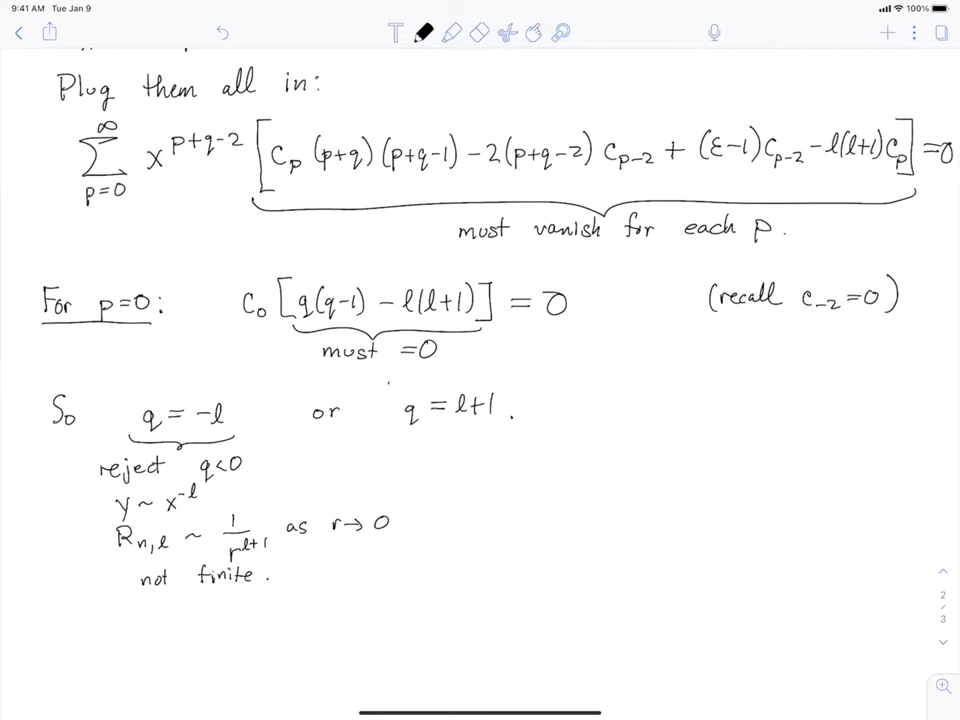 9:41 AM Tue Jan 9
100%
Plug them all in:
∞
∑ x^{p+q-2} [c_p (p+q)(p+q-1) - 2(p+q-2) c_{p-2} + (ε-1)c_{p-2} - l(l+1)c_p] = 0
p=0
must vanish for each p.
For p=0: c_0 [q(q-1) - l(l+1)] = 0 (recall c_{-2}=0)
must =0
So q = -l or q = l+1.
reject q<0
y ~ x^{-l}
R_{n,l} ~ 1/r^{l+1} as r→0
not finite.
2
/
3